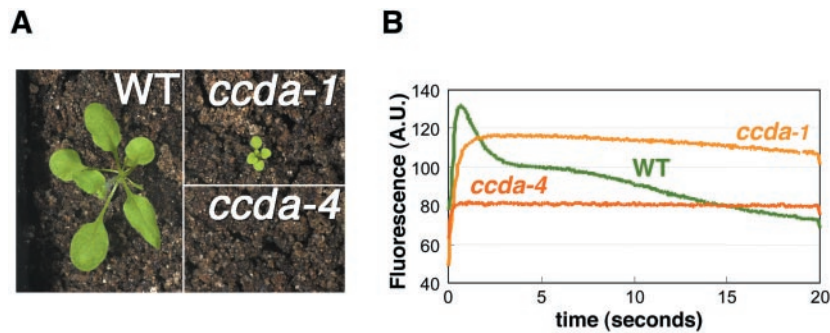 A
WT
ccda-1
ccda-4
B
Fluorescence (A.U.)
140
120
100
80
60
40
ccda-1
WT
ccda-4
0
5
10
15
20
time (seconds)